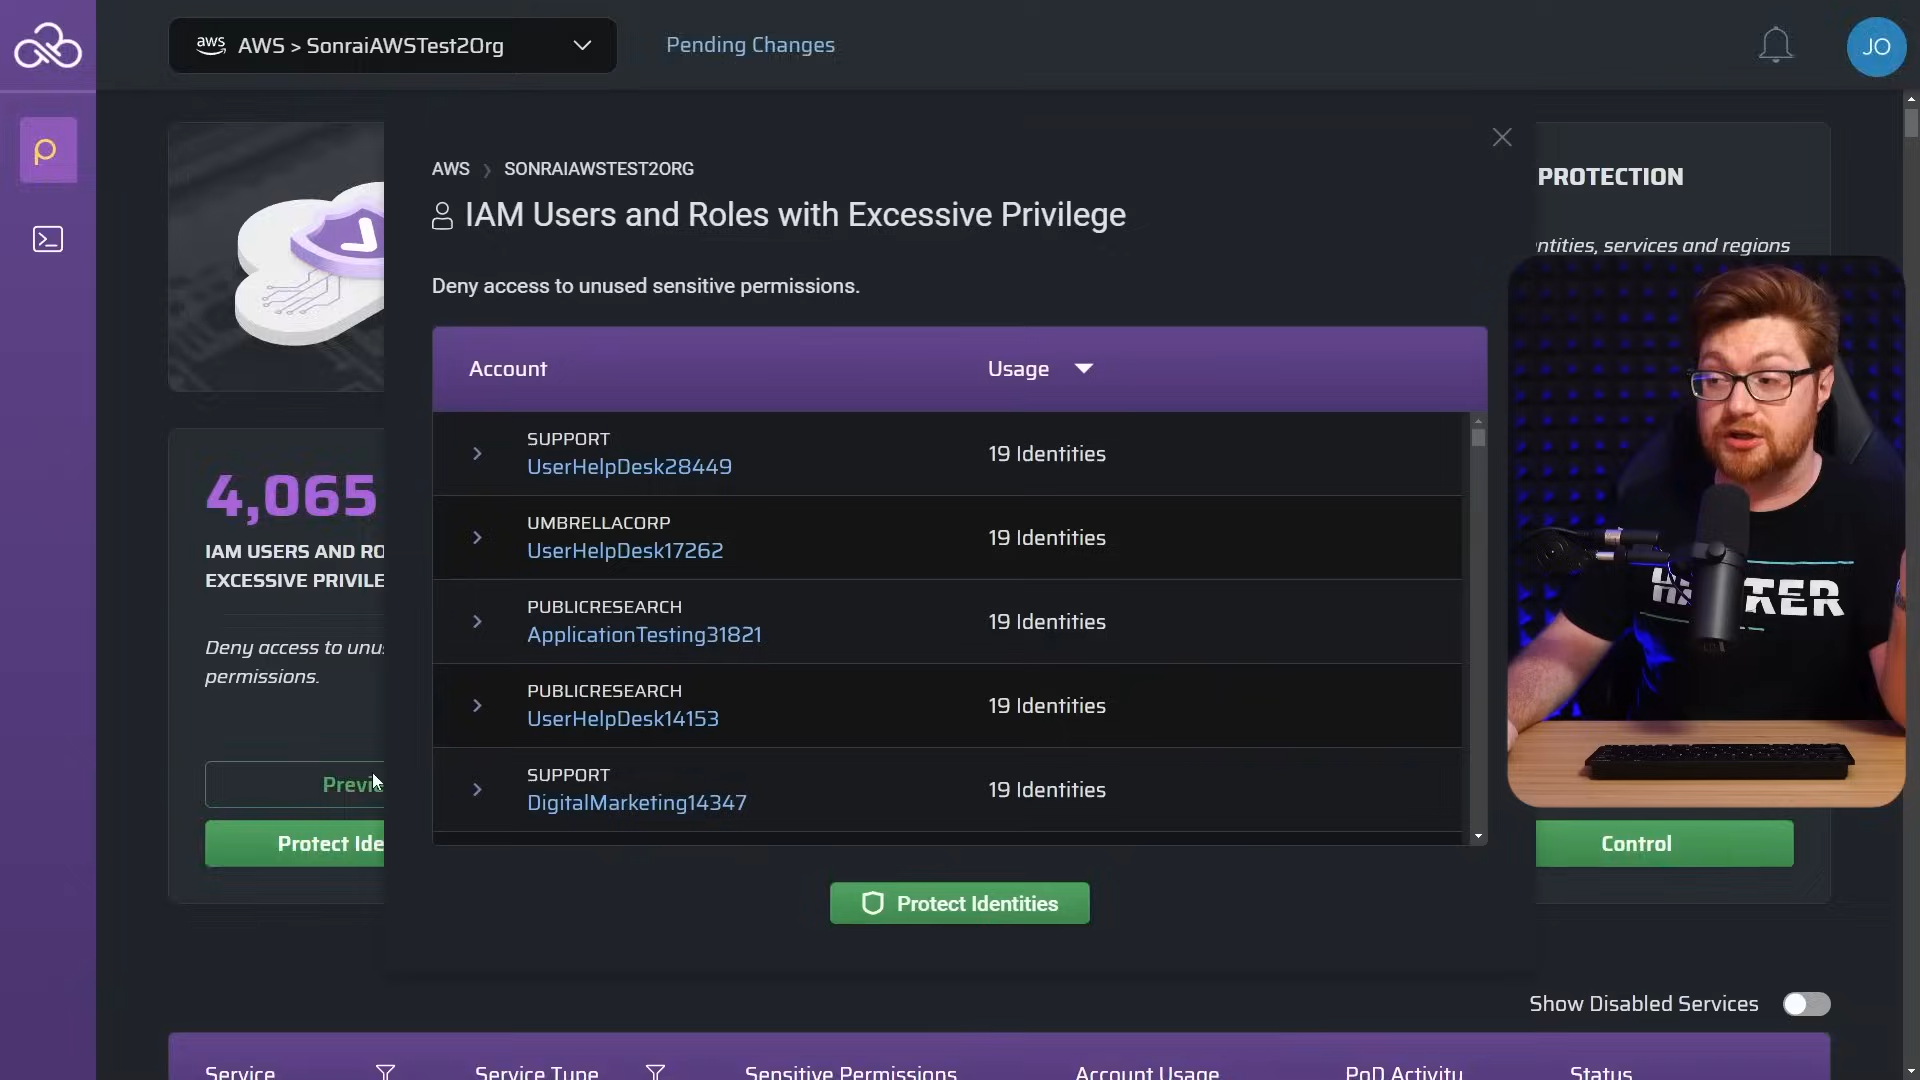 aws AWS > SonraiAWSTest2Org
Pending Changes
JO
AWS > SONRAIAWSTEST2ORG
IAM Users and Roles with Excessive Privilege
Deny access to unused sensitive permissions.
Account Usage
SUPPORT
UserHelpDesk28449
19 Identities
UMBRELLACORP
UserHelpDesk17262
19 Identities
PUBLICRESEARCH
ApplicationTesting31821
19 Identities
PUBLICRESEARCH
UserHelpDesk14153
19 Identities
SUPPORT
DigitalMarketing14347
19 Identities
Protect Identities
4,065
IAM USERS AND RO
EXCESSIVE PRIVILE
Deny access to unu
permissions.
Previ
Protect Ide
PROTECTION
ntities, services and regions
Control
Show Disabled Services
Service Service Type Sensitive Permissions Account Usage PoD Activity Status